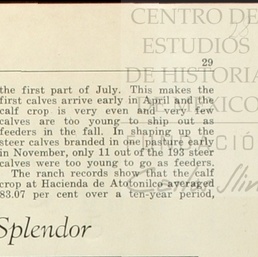 CENTRO DE
ESTUDIOS
29
DE HISTORIA
the first part of July. This makes the
first calves arrive early in April and the
calf crop is very even and very few
calves are too young to ship out as
feeders in the fall. In shaping up the
steer calves branded in one pasture early
in November, only 11 out of the 193 steer
calves were too young to go as feeders.
The ranch records show that the calf
crop at Hacienda de Atotonilco averaged
83.07 per cent over a ten-year period,
Splendor